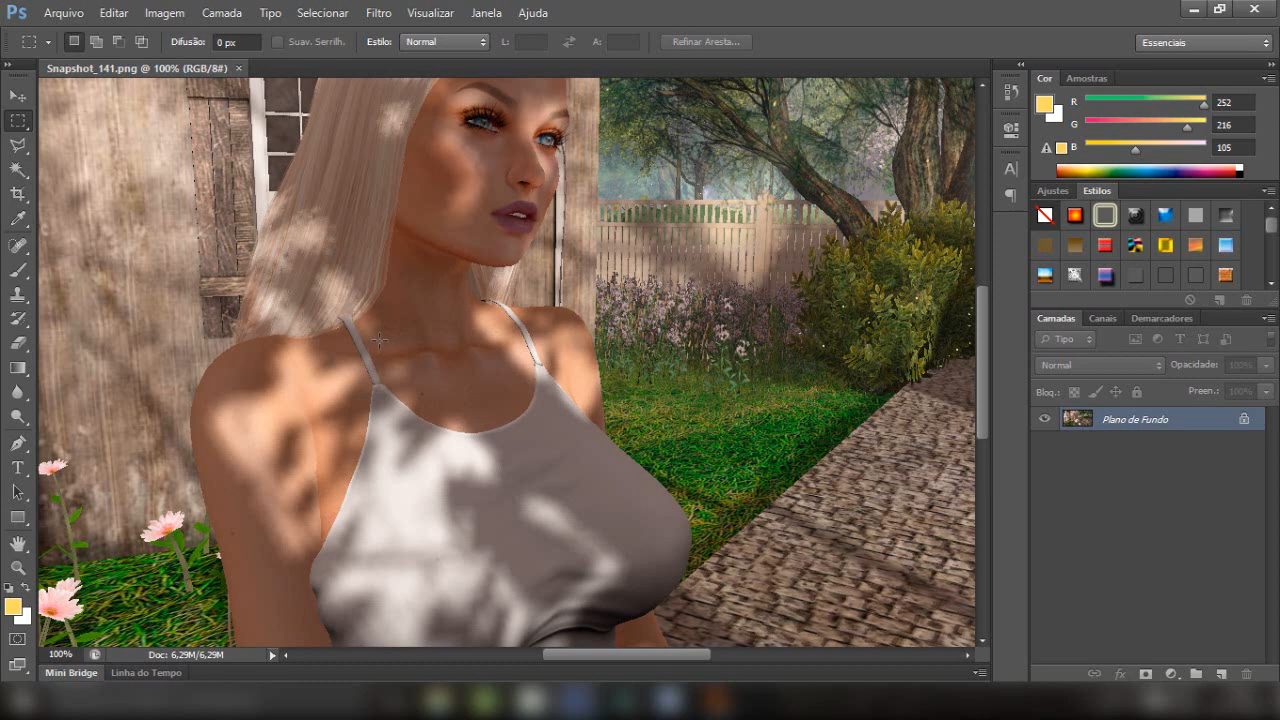 Ps Arquivo Editar Imagem Camada Tipo Selecionar Filtro Visualizar Janela Ajuda
Difusão: 0 px Suav. Serrilh. Estilo: Normal L: A: Refinar Aresta... Essenciais
Snapshot_141.png @ 100% (RGB/8#) ×
Cor Amostras
R 252
G 216
B 105
Ajustes Estilos
Camadas Canais Demarcadores
Tipo
Normal Opacidade: 100%
Bloq.: Preen.: 100%
Plano de Fundo
100% Doc: 6,29M/6,29M
Mini Bridge Linha do Tempo